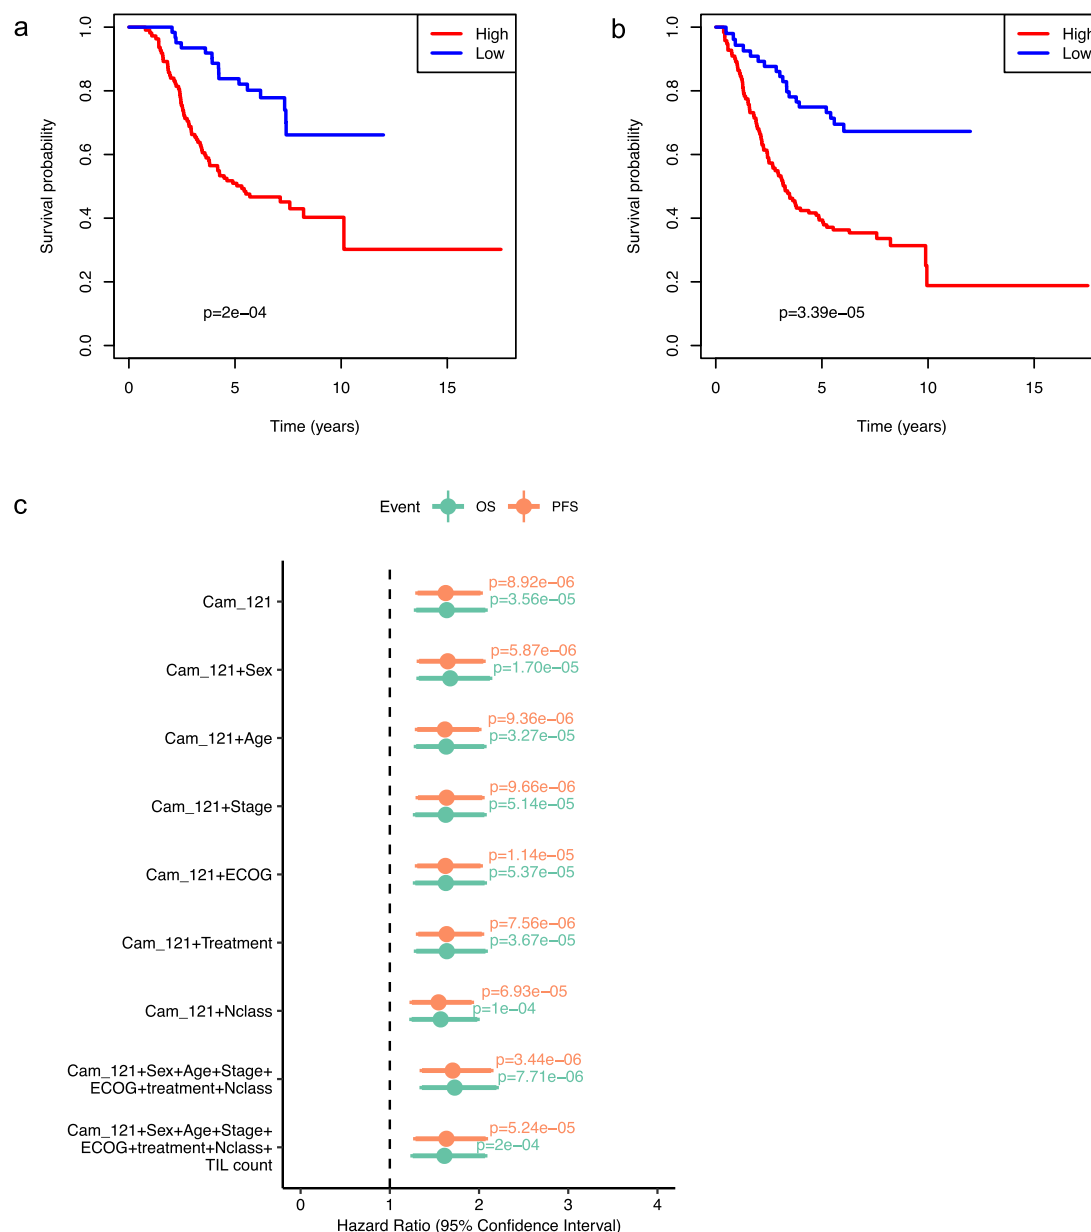 a
High
Low
Survival probability
1.0
0.8
0.6
0.4
0.2
0.0
p=2e−04
0 5 10 15
Time (years)
b
High
Low
Survival probability
1.0
0.8
0.6
0.4
0.2
0.0
p=3.39e−05
0 5 10 15
Time (years)
c
Event OS PFS
Cam_121
p=8.92e−06
p=3.56e−05
Cam_121+Sex
p=5.87e−06
p=1.70e−05
Cam_121+Age
p=9.36e−06
p=3.27e−05
Cam_121+Stage
p=9.66e−06
p=5.14e−05
Cam_121+ECOG
p=1.14e−05
p=5.37e−05
Cam_121+Treatment
p=7.56e−06
p=3.67e−05
Cam_121+Nclass
p=6.93e−05
p=1e−04
Cam_121+Sex+Age+Stage+
ECOG+treatment+Nclass
p=3.44e−06
p=7.71e−06
Cam_121+Sex+Age+Stage+
ECOG+treatment+Nclass+
TIL count
p=5.24e−05
p=2e−04
0 1 2 3 4
Hazard Ratio (95% Confidence Interval)